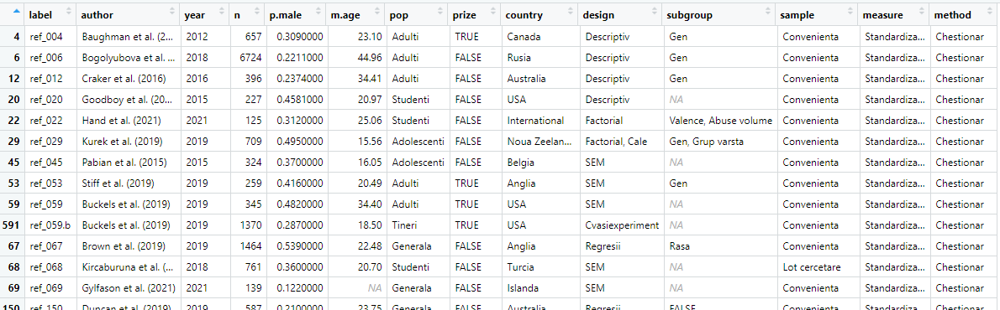 label author year n p.male m.age pop prize country design subgroup sample measure method
4 ref_004 Baughman et al. (2... 2012 657 0.3090000 23.10 Adulti TRUE Canada Descriptiv Gen Convenienta Standardiza... Chestionar
6 ref_006 Bogolyubova et al. ... 2018 6724 0.2211000 44.96 Adulti FALSE Rusia Descriptiv Gen Convenienta Standardiza... Chestionar
12 ref_012 Craker et al. (2016) 2016 396 0.2374000 34.41 Adulti FALSE Australia Descriptiv Gen Convenienta Standardiza... Chestionar
20 ref_020 Goodboy et al. (20... 2015 227 0.4581000 20.97 Studenti FALSE USA Descriptiv NA Convenienta Standardiza... Chestionar
22 ref_022 Hand et al. (2021) 2021 125 0.3120000 25.06 Studenti FALSE International Factorial Valence, Abuse volume Convenienta Standardiza... Chestionar
29 ref_029 Kurek et al. (2019) 2019 709 0.4950000 15.56 Adolescenti FALSE Noua Zeelan... Factorial, Cale Gen, Grup varsta Convenienta Standardiza... Chestionar
45 ref_045 Pabian et al. (2015) 2015 324 0.3700000 16.05 Adolescenti FALSE Belgia SEM NA Convenienta Standardiza... Chestionar
53 ref_053 Stiff et al. (2019) 2019 259 0.4160000 20.49 Adulti TRUE Anglia SEM Gen Convenienta Standardiza... Chestionar
59 ref_059 Buckels et al. (2019) 2019 345 0.4820000 34.40 Adulti TRUE USA SEM NA Convenienta Standardiza... Chestionar
591 ref_059.b Buckels et al. (2019) 2019 1370 0.2870000 18.50 Tineri TRUE USA Cvasiexperiment NA Convenienta Standardiza... Chestionar
67 ref_067 Brown et al. (2019) 2019 1464 0.5390000 22.48 Generala FALSE Anglia Regresii Rasa Convenienta Standardiza... Chestionar
68 ref_068 Kircaburuna et al. (... 2018 761 0.3600000 20.70 Studenti FALSE Turcia SEM NA Lot cercetare Standardiza... Chestionar
69 ref_069 Gylfason et al. (2021) 2021 139 0.1220000 NA Generala FALSE Islanda SEM NA Convenienta Standardiza... Chestionar
150 ref_150 Duncan et al. (2019) 2019 587 0.2100000 23.75 Generala FALSE Australia Regresii FALSE Convenienta Standardiza... Chestionar